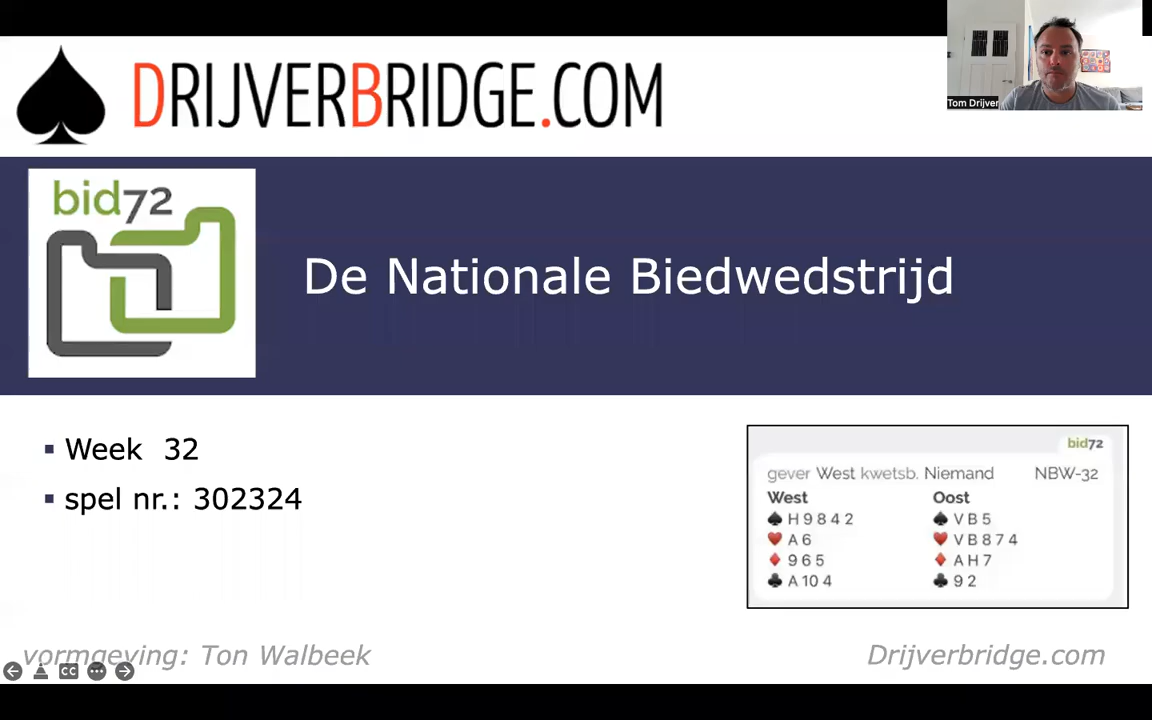 Tom Drijver
DRIJVERBRIDGE.COM
bid72
De Nationale Biedwedstrijd
Week 32
spel nr.: 302324
bid72
gever West kwetsb. Niemand NBW-32
West Oost
♠ H 9 8 4 2 ♠ V B 5
♥ A 6 ♥ V B 8 7 4
♦ 9 6 5 ♦ A H 7
♣ A 10 4 ♣ 9 2
vormgeving: Ton Walbeek
Drijverbridge.com
CC